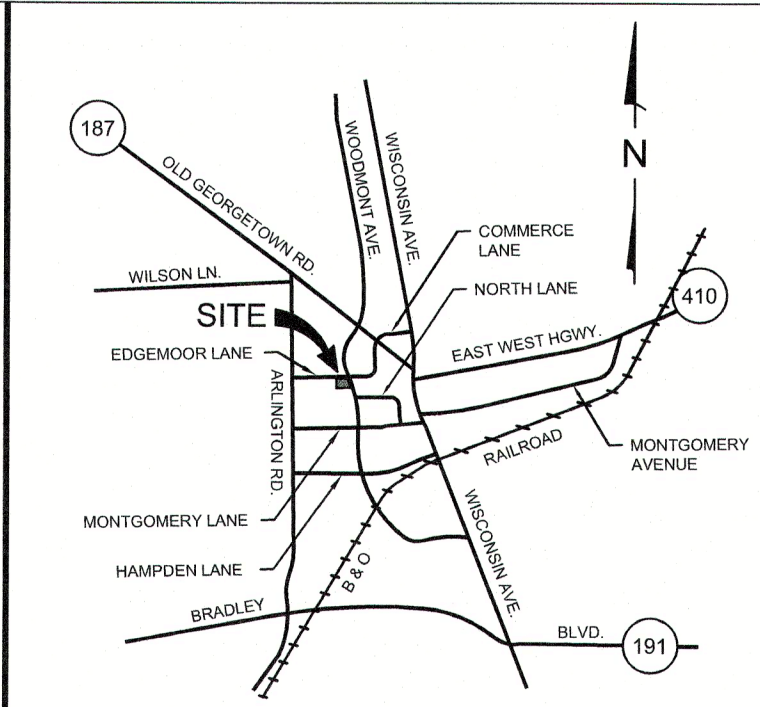 187
OLD GEORGETOWN RD.
WOODMONT AVE.
WISCONSIN AVE.
N
COMMERCE
LANE
NORTH LANE
WILSON LN.
410
SITE
EAST WEST HGWY.
EDGEMOOR LANE
ARLINGTON RD.
RAILROAD
MONTGOMERY
AVENUE
MONTGOMERY LANE
WISCONSIN AVE.
HAMPDEN LANE
B & O
BRADLEY
BLVD.
191